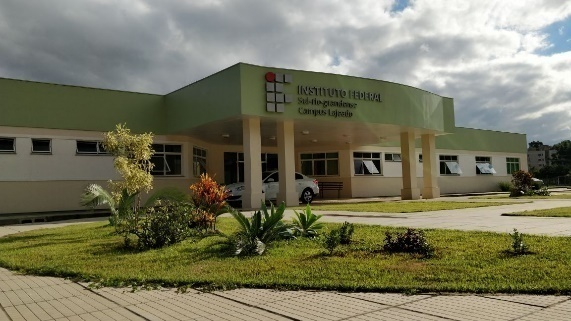 INSTITUTO FEDERAL
Sul-rio-grandense
Campus Lajeado